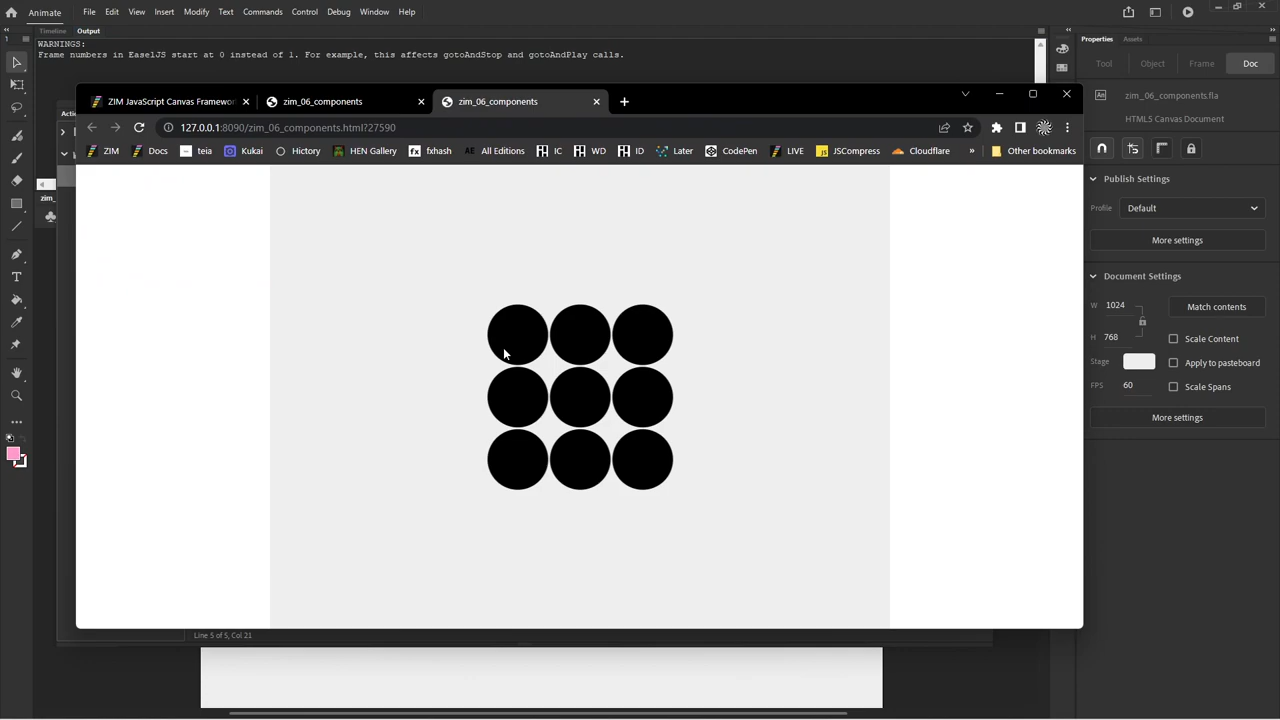 Animate File Edit View Insert Modify Text Commands Control Debug Window Help
Timeline Output
WARNINGS:
Frame numbers in EaselJS start at 0 instead of 1. For example, this affects gotoAndStop and gotoAndPlay calls.
ZIM JavaScript Canvas Framewor zim_06_components zim_06_components
127.0.0.1:8090/zim_06_components.html?27590
ZIM Docs teia Kukai Hictory HEN Gallery fxhash All Editions IC WD ID Later CodePen LIVE JSCompress Cloudflare » Other bookmarks
Line 5 of 5, Col 21
Properties Assets
Tool Object Frame Doc
An zim_06_components.fla
HTML5 Canvas Document
Publish Settings
Profile Default
More settings
Document Settings
W 1024 Match contents
H 768 Scale Content
Stage Apply to pasteboard
FPS 60 Scale Spans
More settings